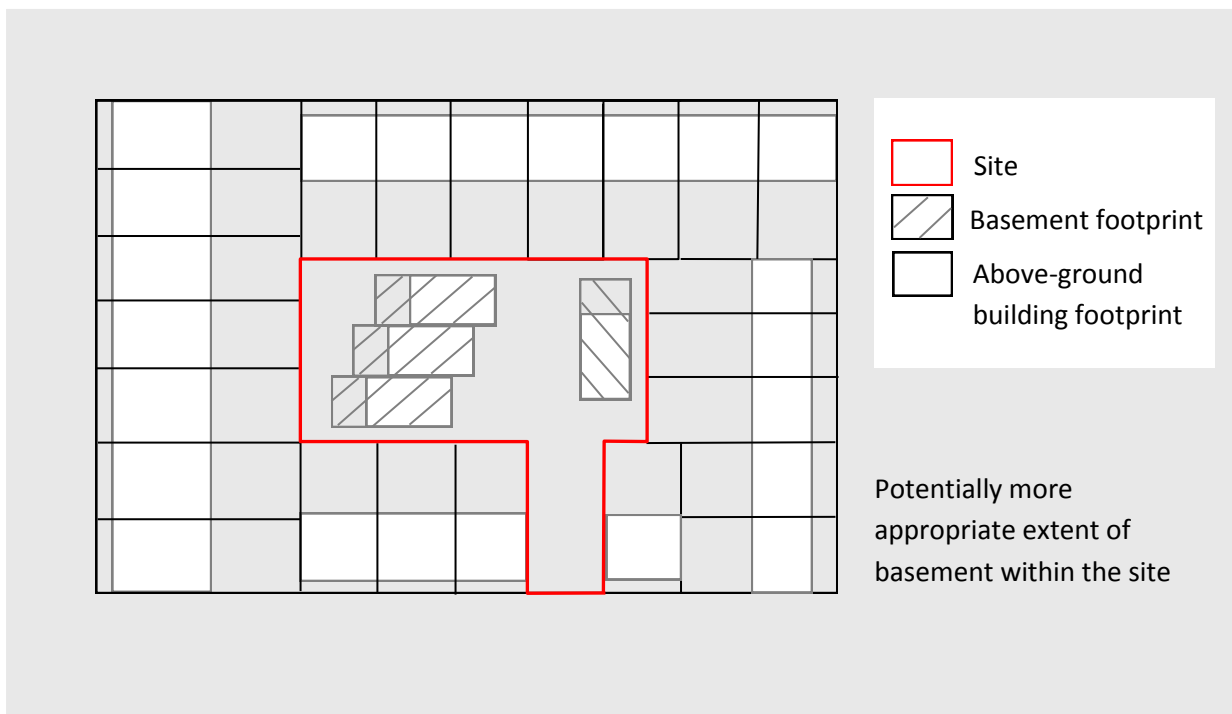 Site
Basement footprint
Above-ground
building footprint
Potentially more
appropriate extent of
basement within the site